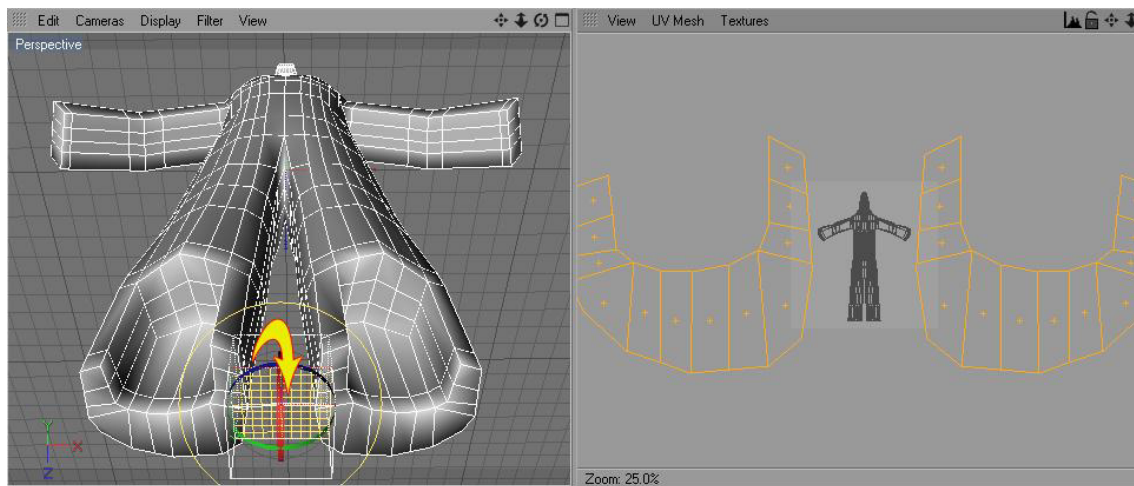 Edit Cameras Display Filter View
Perspective
Y
X
Z
View UV Mesh Textures
Zoom: 25.0%